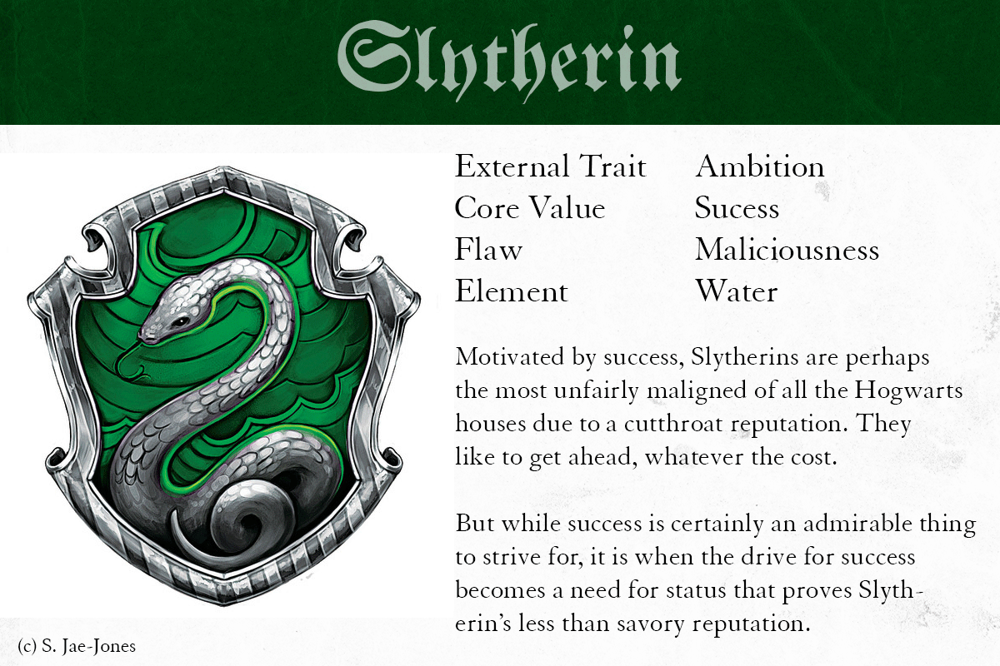 Slytherin
External Trait Ambition
Core Value Sucess
Flaw Maliciousness
Element Water
Motivated by success, Slytherins are perhaps
the most unfairly maligned of all the Hogwarts
houses due to a cutthroat reputation. They
like to get ahead, whatever the cost.
But while success is certainly an admirable thing
to strive for, it is when the drive for success
becomes a need for status that proves Slyth-
erin’s less than savory reputation.
(c) S. Jae-Jones